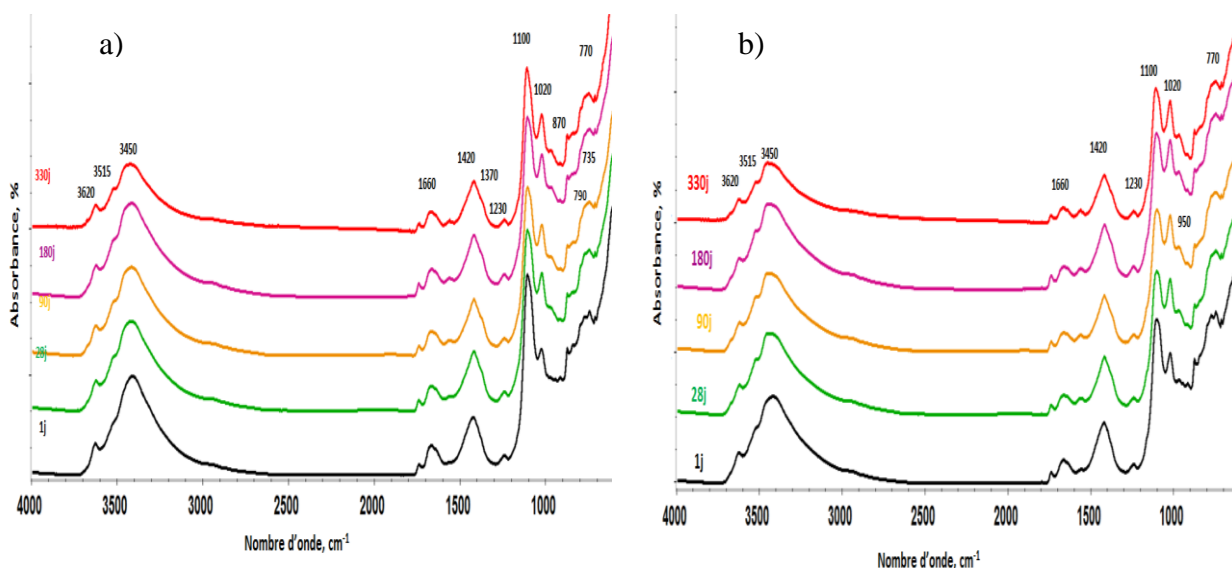 a)
1100
770
1020
870
3450
3515
3620
330j
1420
1370
1660
1230
735
790
180j
90j
28j
1j
Absorbance, %
4000
3500
3000
2500
2000
1500
1000
Nombre d’onde, cm⁻¹
b)
770
1100
1020
3515 3450
3620
1420
330j
1660
1230
950
180j
90j
28j
1j
Absorbance, %
4000
3500
3000
2500
2000
1500
1000
Nombre d’onde, cm⁻¹